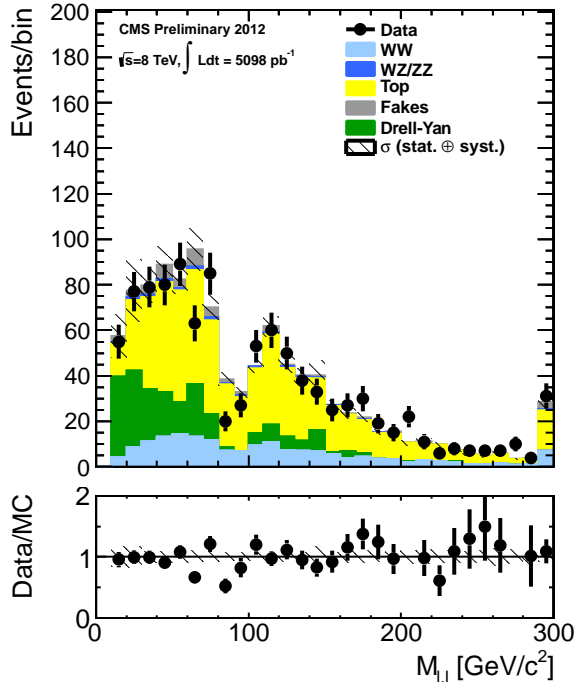 CMS Preliminary 2012
√s=8 TeV, ∫ Ldt = 5098 pb⁻¹
Data
WW
WZ/ZZ
Top
Fakes
Drell-Yan
σ (stat. ⊕ syst.)
Events/bin
200
180
160
140
120
100
80
60
40
20
0
Data/MC
2
1
0
0
100
200
300
M_{l,l} [GeV/c²]